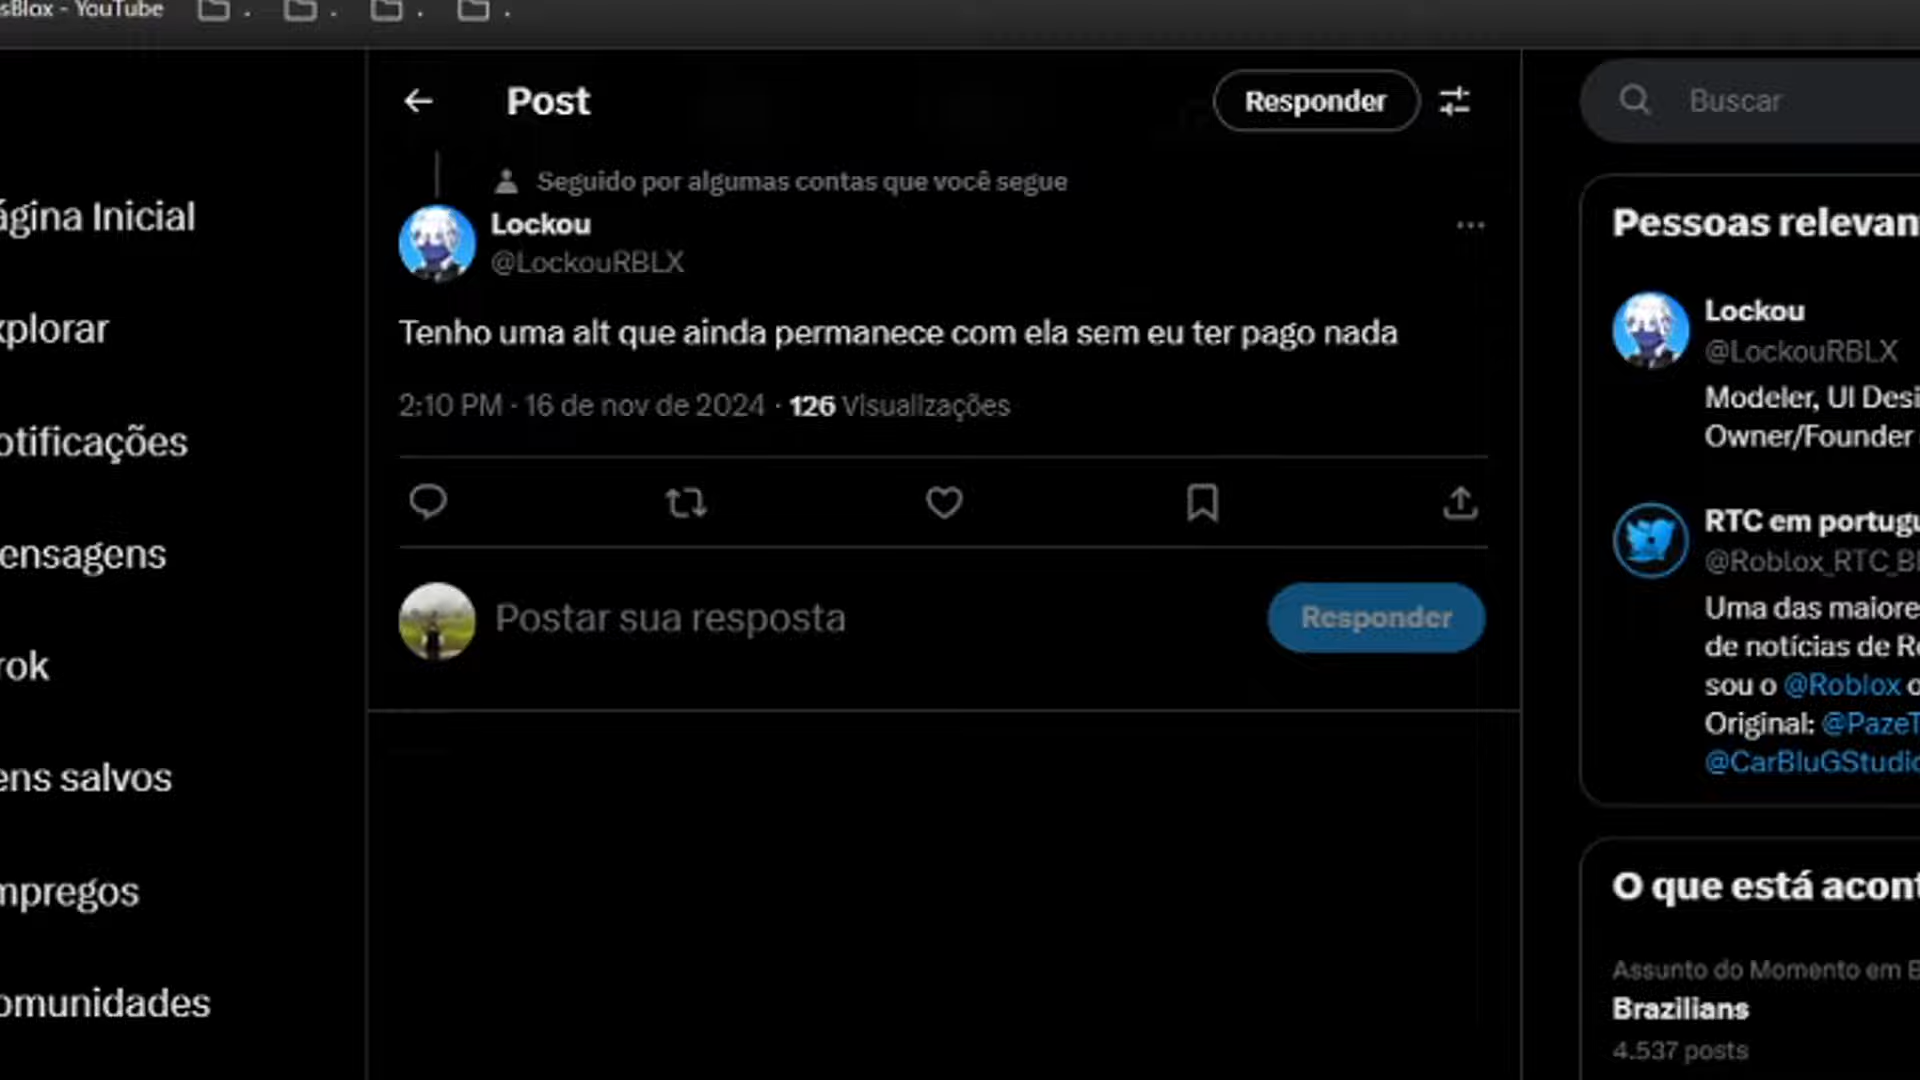 sBlox - YouTube
Post
Responder
Buscar
Seguido por algumas contas que você segue
Lockou
@LockouRBLX
Tenho uma alt que ainda permanece com ela sem eu ter pago nada
2:10 PM · 16 de nov de 2024 · 126 Visualizações
Postar sua resposta
Responder
ágina Inicial
xplorar
otificações
ensagens
rok
ens salvos
mpregos
omunidades
Pessoas relevan
Lockou
@LockouRBLX
Modeler, UI Desi
Owner/Founder
RTC em portugu
@Roblox_RTC_B
Uma das maiore
de notícias de R
sou o @Roblox o
Original: @PazeT
@CarBluGStudio
O que está acont
Assunto do Momento em B
Brazilians
4.537 posts